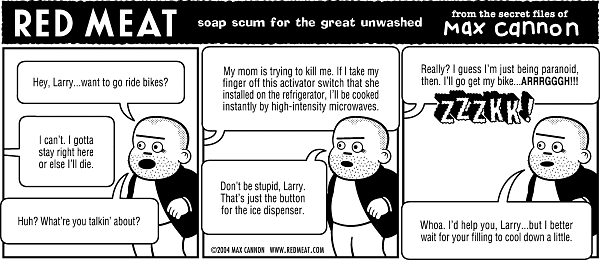 RED MEAT
soap scum for the great unwashed
from the secret files of
Max cannon
Hey, Larry...want to go ride bikes?
I can't. I gotta
stay right here
or else I'll die.
Huh? What're you talkin' about?
My mom is trying to kill me. If I take my
finger off this activator switch that she
installed on the refrigerator, I'll be cooked
instantly by high-intensity microwaves.
Don't be stupid, Larry.
That's just the button
for the ice dispenser.
©2004 MAX CANNON WWW.REDMEAT.COM
Really? I guess I'm just being paranoid,
then. I'll go get my bike...ARRRGGGH!!!
ZZZKK!
Whoa. I'd help you, Larry...but I better
wait for your filling to cool down a little.